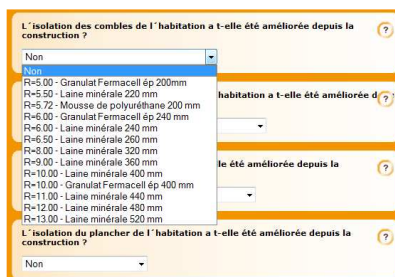 L´isolation des combles de l´habitation a t-elle été améliorée depuis la
construction ?
?
Non
Non
R=5.00 - Granulat Fermacell ép 200mm
R=5.50 - Laine minérale 220 mm
R=5.72 - Mousse de polyuréthane 200 mm
R=6.00 - Granulat Fermacell ép 240 mm
R=6.00 - Laine minérale 240 mm
R=6.50 - Laine minérale 260 mm
R=8.00 - Laine minérale 320 mm
R=9.00 - Laine minérale 360 mm
R=10.00 - Laine minérale 400 mm
R=10.00 - Granulat Fermacell ép 400 mm
R=11.00 - Laine minérale 440 mm
R=12.00 - Laine minérale 480 mm
R=13.00 - Laine minérale 520 mm
habitation a t-elle été améliorée
?
le été améliorée depuis la
?
L´isolation du plancher de l´habitation a t-elle été améliorée depuis la
construction ?
?
Non